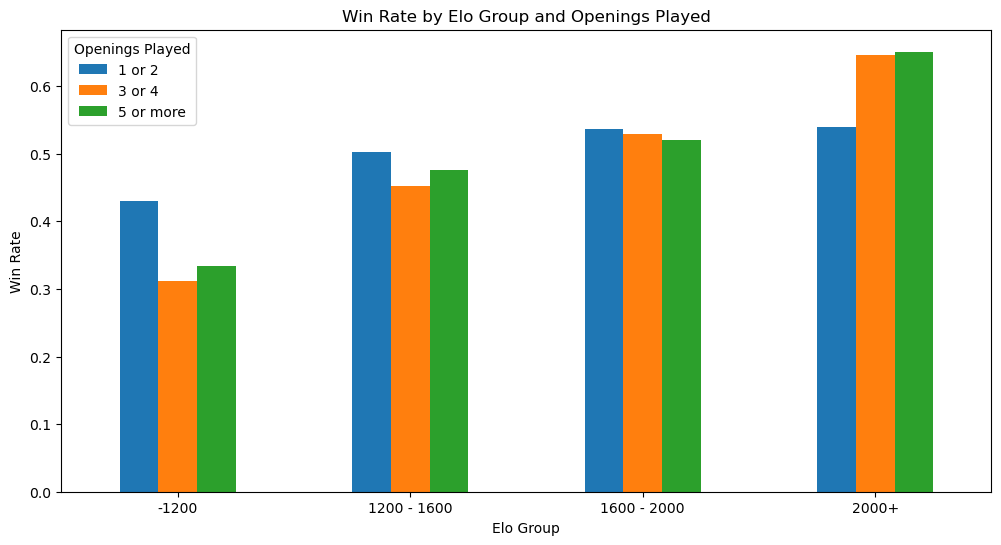 Win Rate by Elo Group and Openings Played
Openings Played
1 or 2
3 or 4
5 or more
Win Rate
0.6
0.5
0.4
0.3
0.2
0.1
0.0
-1200
1200 - 1600
1600 - 2000
2000+
Elo Group